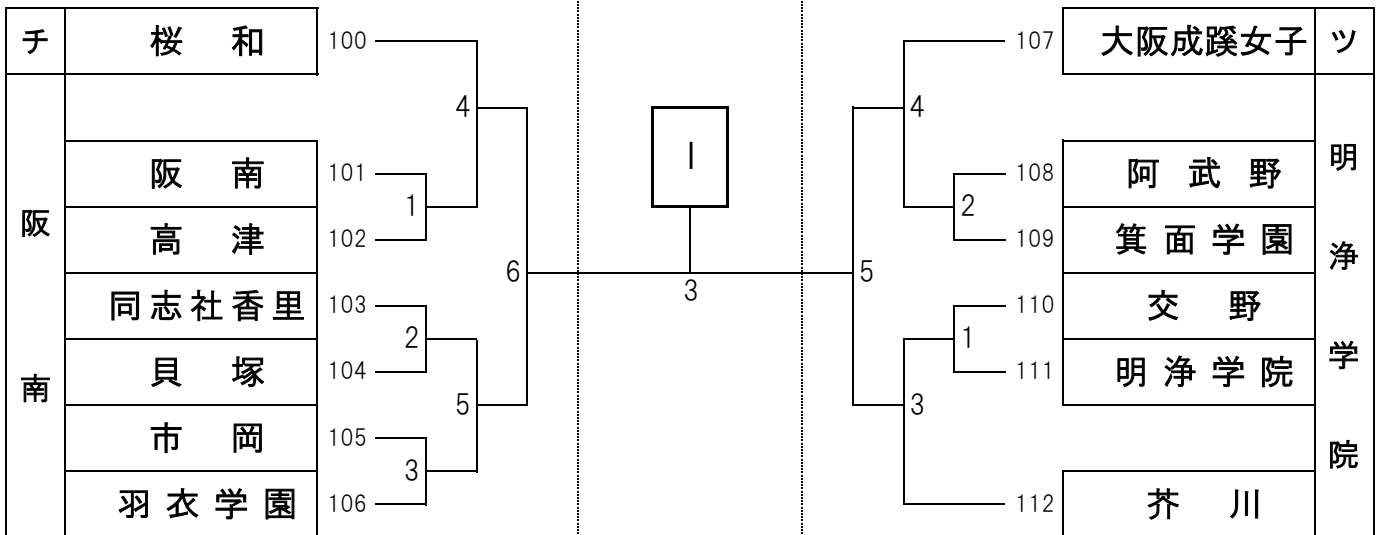 チ 桜和 100
4
阪南 101
1
高津 102
同志社香里 103
2
貝塚 104
5
市岡 105
3
羽衣学園 106
6
阪南
I
3
107 大阪成蹊女子 ツ
4
108 阿武野
2
109 箕面学園
5
110 交野
1
111 明浄学院
3
112 芥川
明浄学院